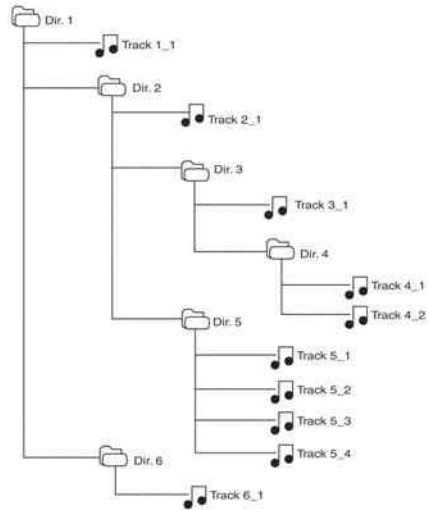 Dir. 1
Track 1_1
Dir. 2
Track 2_1
Dir. 3
Track 3_1
Dir. 4
Track 4_1
Track 4_2
Dir. 5
Track 5_1
Track 5_2
Track 5_3
Track 5_4
Dir. 6
Track 6_1